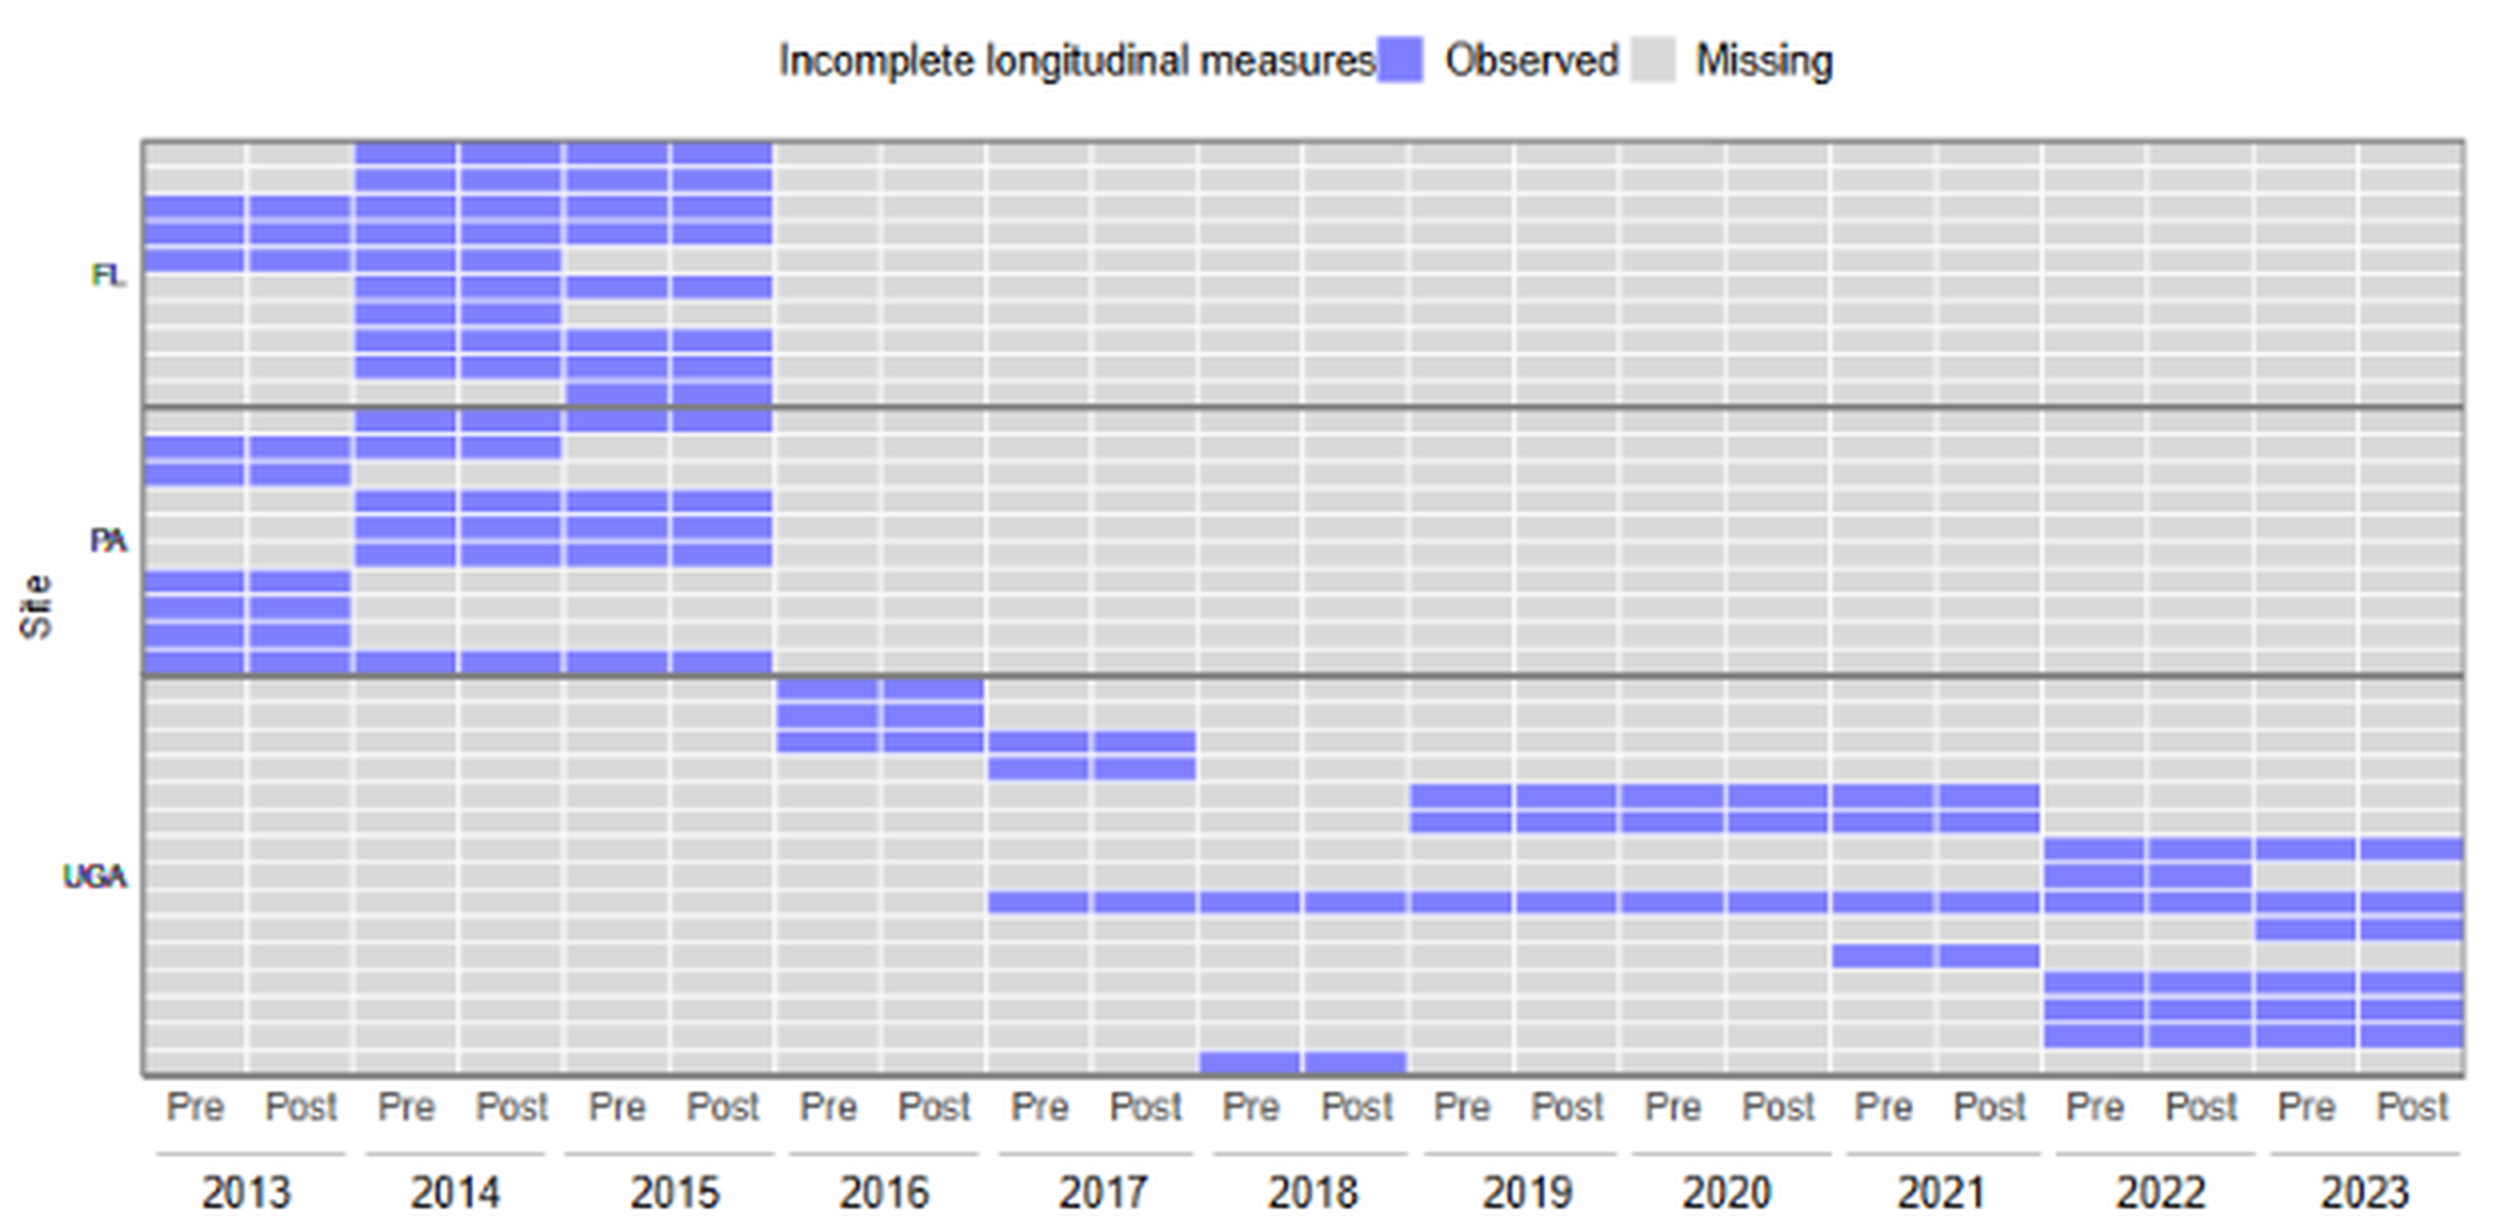 Incomplete longitudinal measures Observed Missing
FL
PA
Site
UGA
Pre Post Pre Post Pre Post Pre Post Pre Post Pre Post Pre Post Pre Post Pre Post Pre Post Pre Post
2013 2014 2015 2016 2017 2018 2019 2020 2021 2022 2023